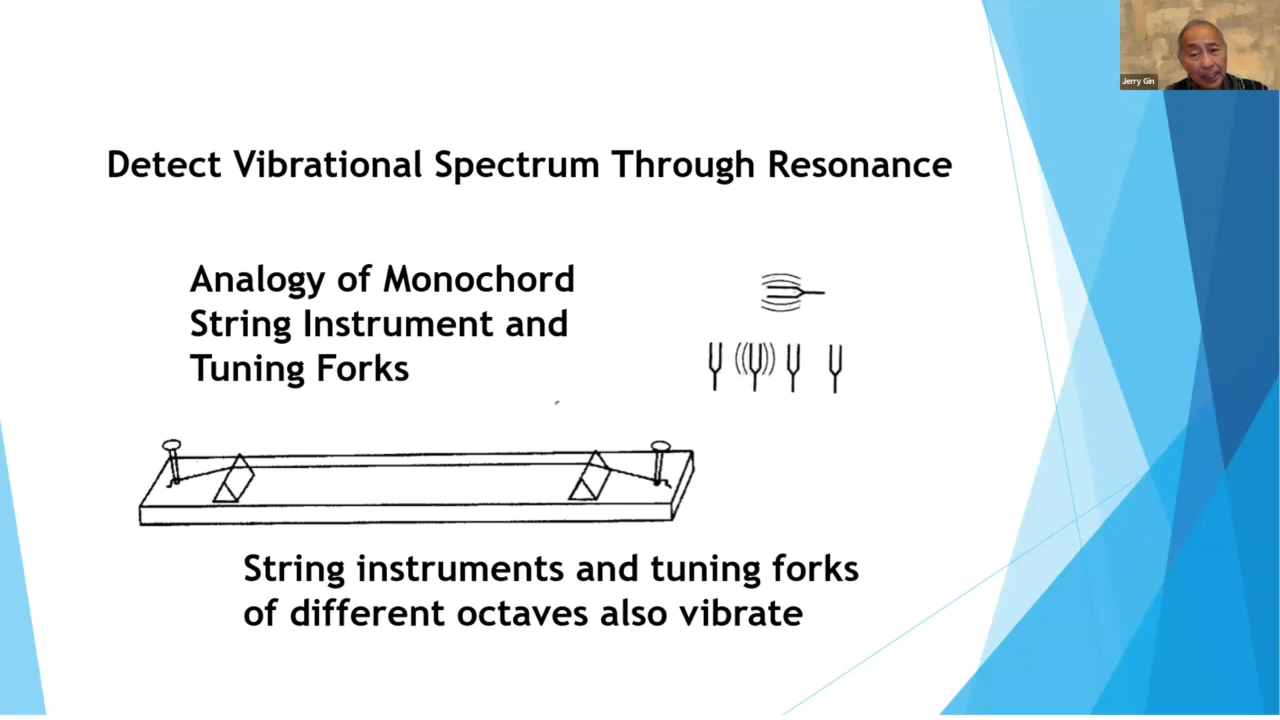 Jerry Gin
Detect Vibrational Spectrum Through Resonance
Analogy of Monochord
String Instrument and
Tuning Forks
String instruments and tuning forks
of different octaves also vibrate